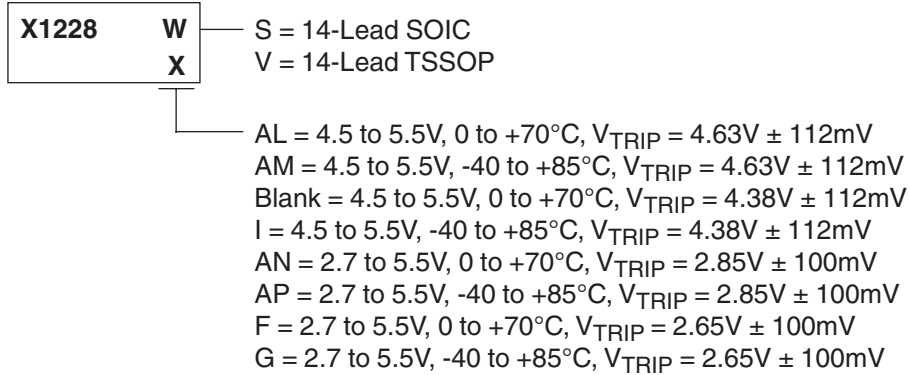 X1228 W S = 14-Lead SOIC
X V = 14-Lead TSSOP
AL = 4.5 to 5.5V, 0 to +70°C, VTRIP = 4.63V ± 112mV
AM = 4.5 to 5.5V, -40 to +85°C, VTRIP = 4.63V ± 112mV
Blank = 4.5 to 5.5V, 0 to +70°C, VTRIP = 4.38V ± 112mV
I = 4.5 to 5.5V, -40 to +85°C, VTRIP = 4.38V ± 112mV
AN = 2.7 to 5.5V, 0 to +70°C, VTRIP = 2.85V ± 100mV
AP = 2.7 to 5.5V, -40 to +85°C, VTRIP = 2.85V ± 100mV
F = 2.7 to 5.5V, 0 to +70°C, VTRIP = 2.65V ± 100mV
G = 2.7 to 5.5V, -40 to +85°C, VTRIP = 2.65V ± 100mV